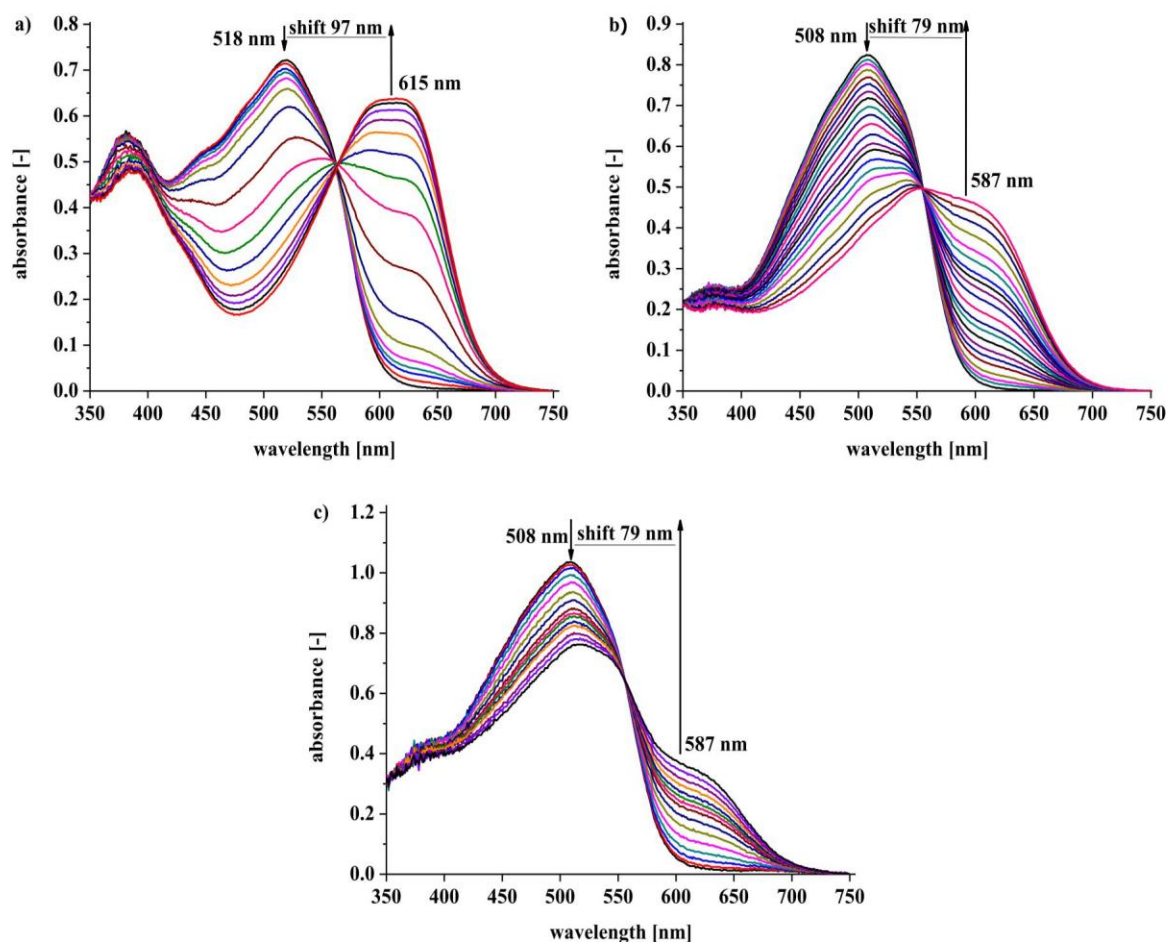 a)
518 nm
shift 97 nm
615 nm
0.8
0.7
0.6
0.5
0.4
0.3
0.2
0.1
0.0
absorbance [-]
350 400 450 500 550 600 650 700 750
wavelength [nm]
b)
508 nm
shift 79 nm
587 nm
0.9
0.8
0.7
0.6
0.5
0.4
0.3
0.2
0.1
0.0
absorbance [-]
350 400 450 500 550 600 650 700 750
wavelength [nm]
c)
508 nm
shift 79 nm
587 nm
1.2
1.0
0.8
0.6
0.4
0.2
0.0
absorbance [-]
350 400 450 500 550 600 650 700 750
wavelength [nm]